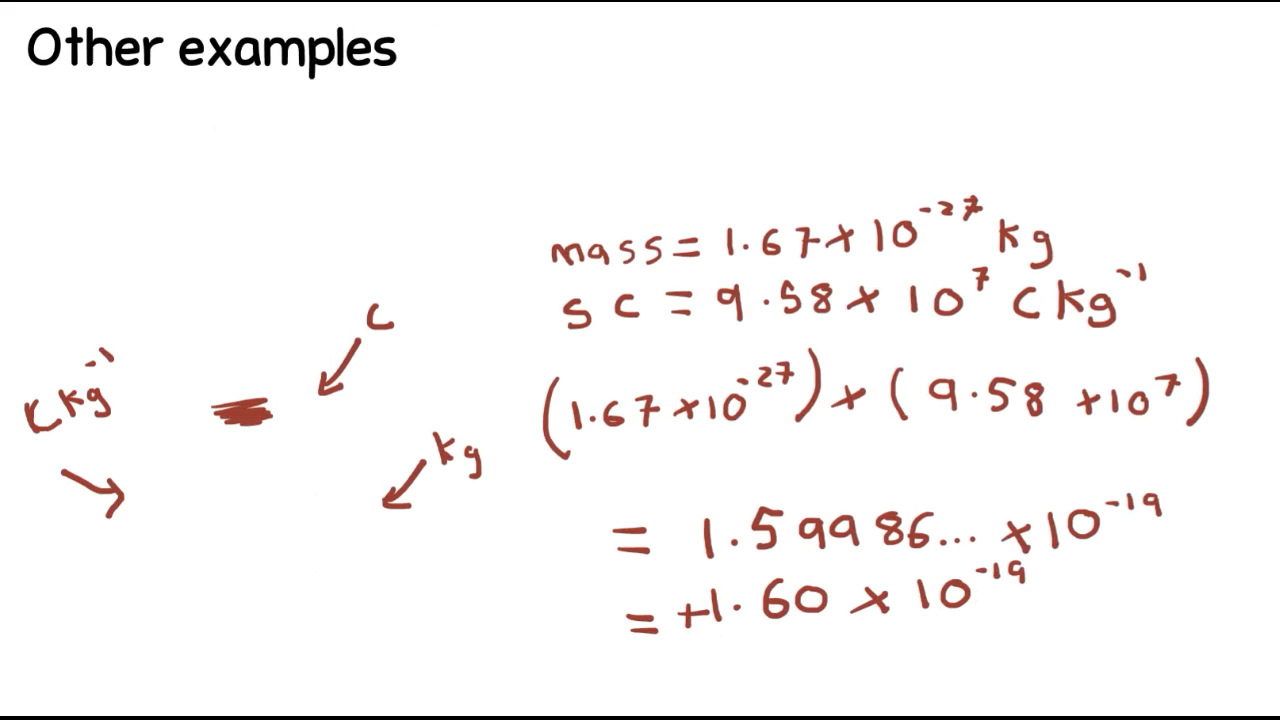 Other examples
mass = 1.67 × 10⁻²⁷ kg
sc = 9.58 × 10⁷ C kg⁻¹
C
C kg⁻¹ =
(1.67 × 10⁻²⁷) × (9.58 × 10⁷)
kg
= 1.59986... × 10⁻¹⁹
= +1.60 × 10⁻¹⁹